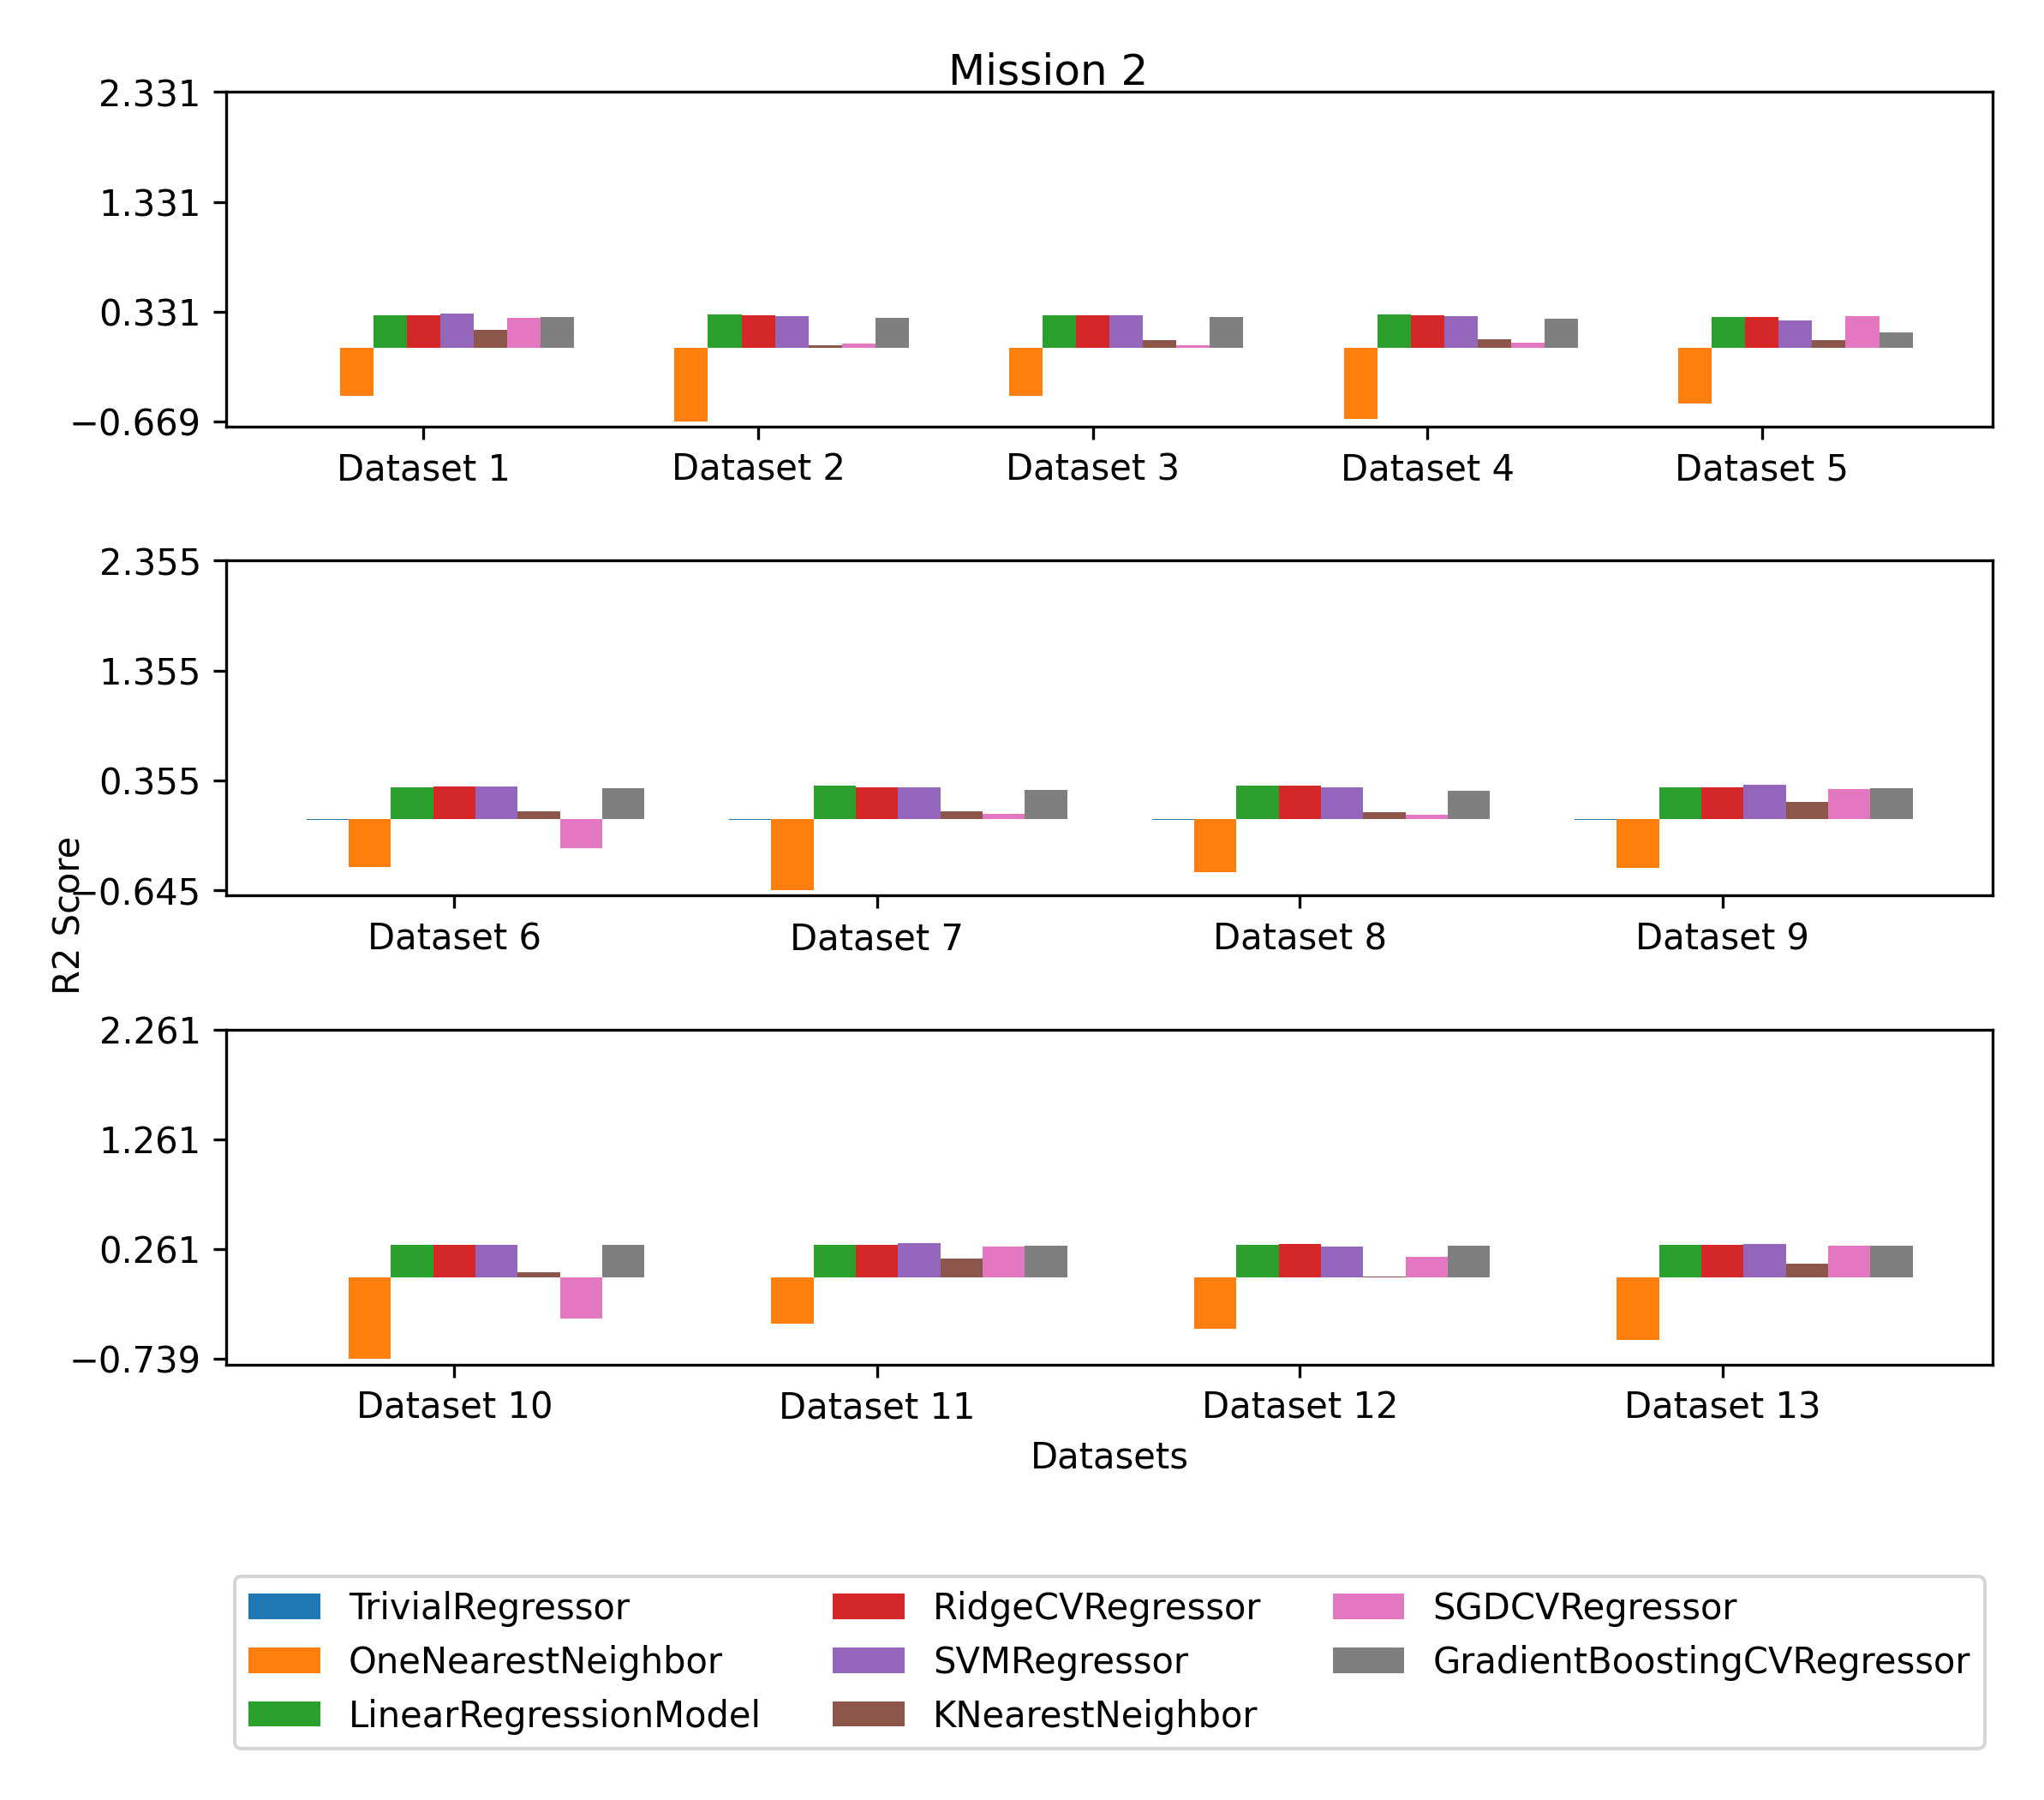 Mission 2
2.331
1.331
0.331
−0.669
Dataset 1 Dataset 2 Dataset 3 Dataset 4 Dataset 5
2.355
1.355
0.355
−0.645
Dataset 6 Dataset 7 Dataset 8 Dataset 9
R2 Score
2.261
1.261
0.261
−0.739
Dataset 10 Dataset 11 Dataset 12 Dataset 13
Datasets
TrivialRegressor RidgeCVRegressor SGDCVRegressor
OneNearestNeighbor SVMRegressor GradientBoostingCVRegressor
LinearRegressionModel KNearestNeighbor